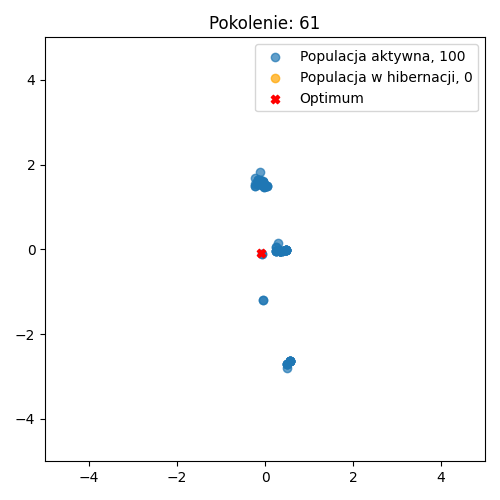 Pokolenie: 61
Populacja aktywna, 100
Populacja w hibernacji, 0
Optimum
4
2
0
−2
−4
−4 −2 0 2 4